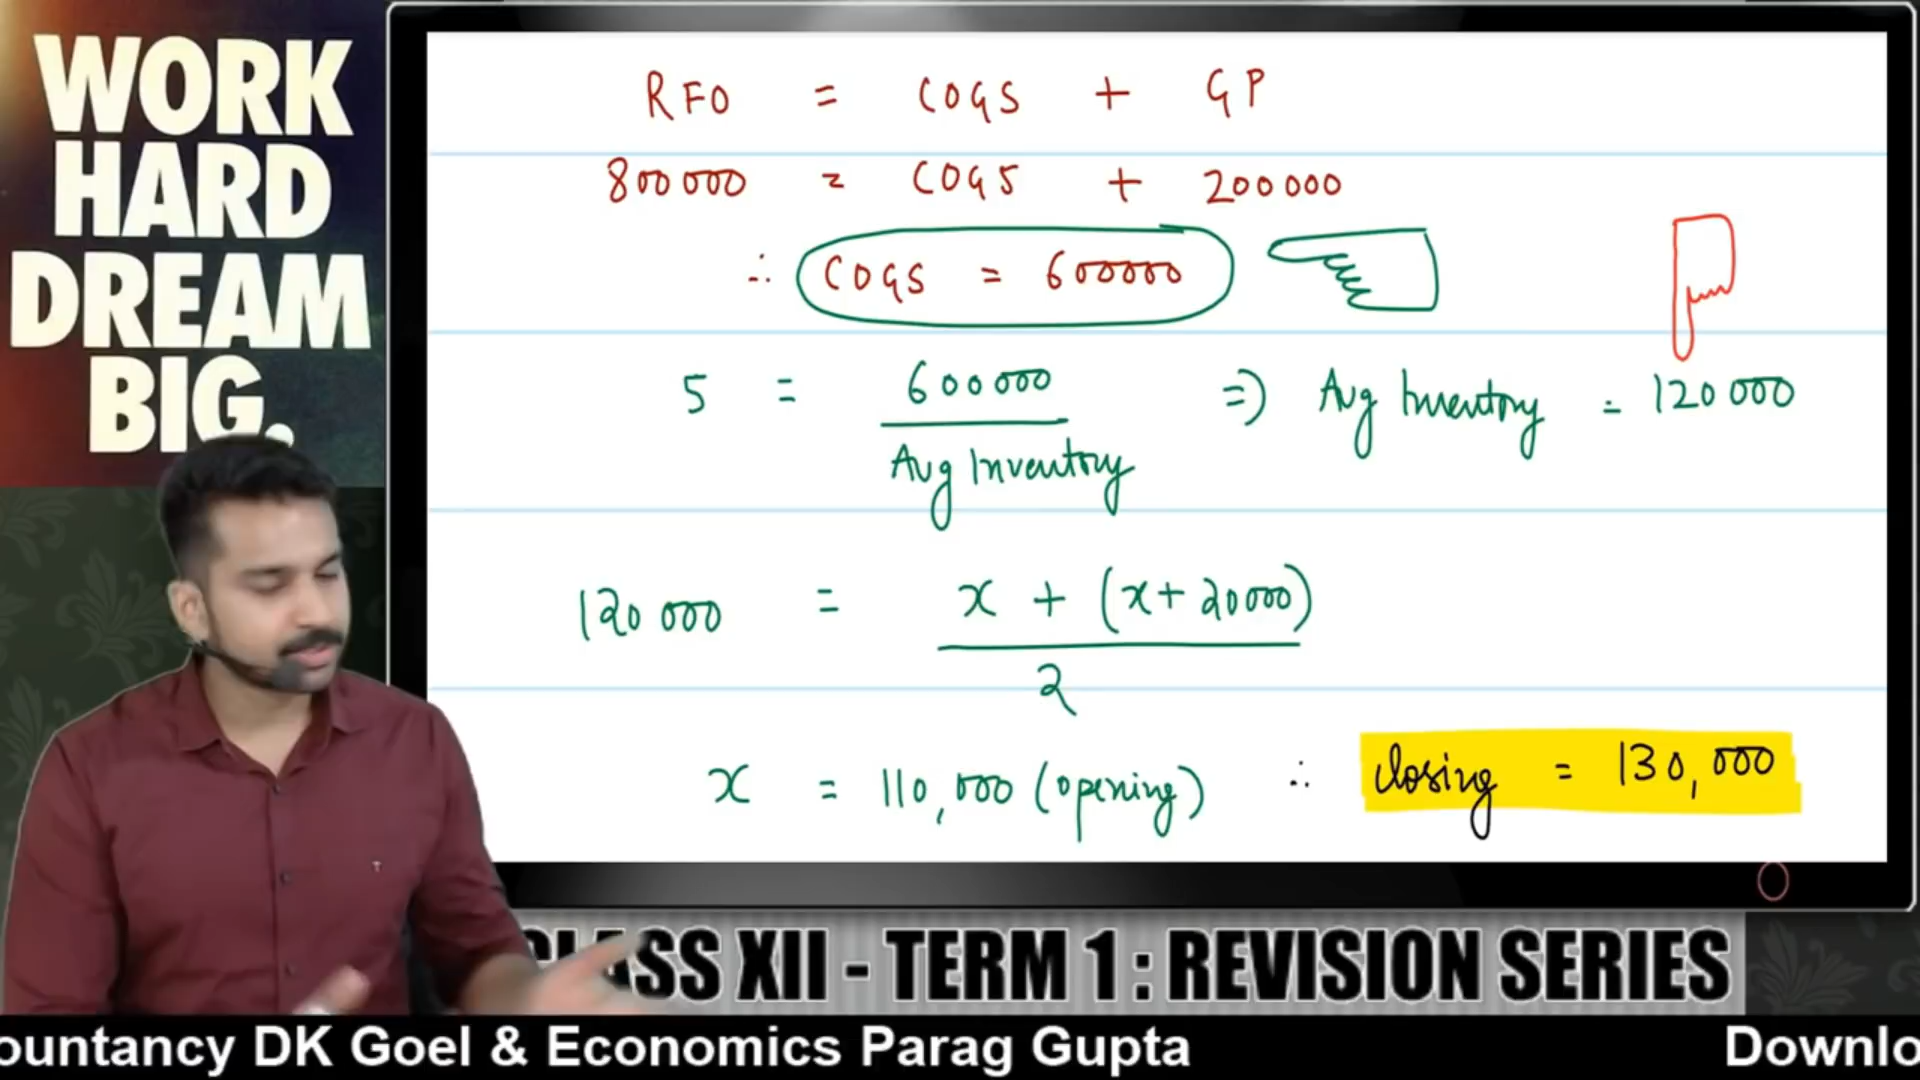 WORK
HARD
DREAM
BIG.
RFO = COGS + GP
800000 = COGS + 200000
∴ COGS = 600000
5 = 600000 / Avg Inventory => Avg Inventory = 120000
120000 = x + (x + 20000) / 2
x = 110,000 (opening) ∴ closing = 130,000
CLASS XII - TERM 1 : REVISION SERIES
ountancy DK Goel & Economics Parag Gupta
Downlo